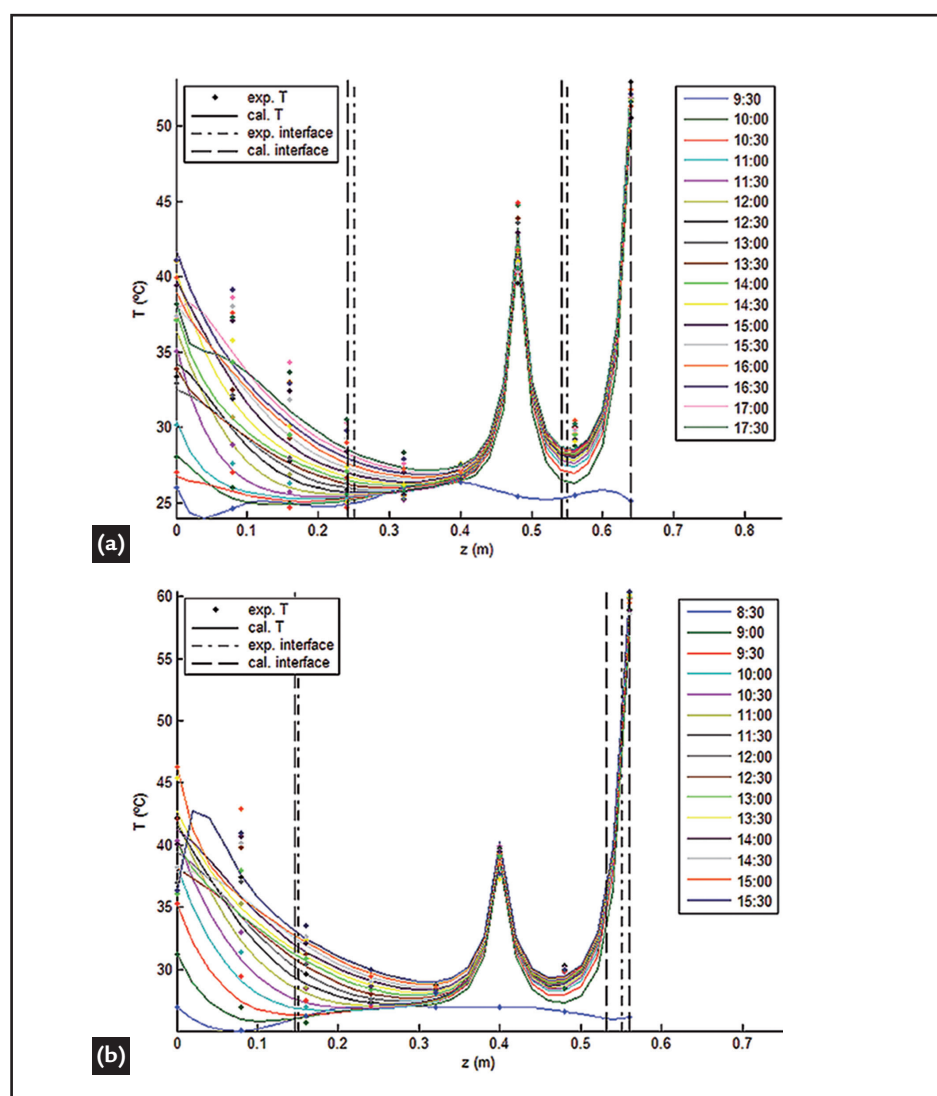 exp. T
cal. T
exp. interface
cal. interface
9:30
10:00
10:30
11:00
11:30
12:00
12:30
13:00
13:30
14:00
14:30
15:00
15:30
16:00
16:30
17:00
17:30
50
45
40
35
30
25
T (ºC)
0 0.1 0.2 0.3 0.4 0.5 0.6 0.7 0.8
z (m)
(a)
exp. T
cal. T
exp. interface
cal. interface
8:30
9:00
9:30
10:00
10:30
11:00
11:30
12:00
12:30
13:00
13:30
14:00
14:30
15:00
15:30
60
55
50
45
40
35
30
T (ºC)
0 0.1 0.2 0.3 0.4 0.5 0.6 0.7
z (m)
(b)